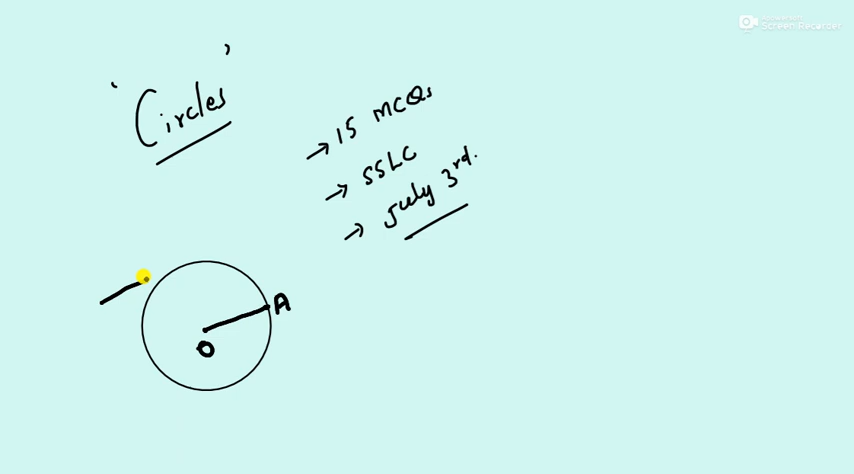 'Circles'
→ 15 MCQs
→ SSLC
→ July 3rd.
A
O
Screen Recorder